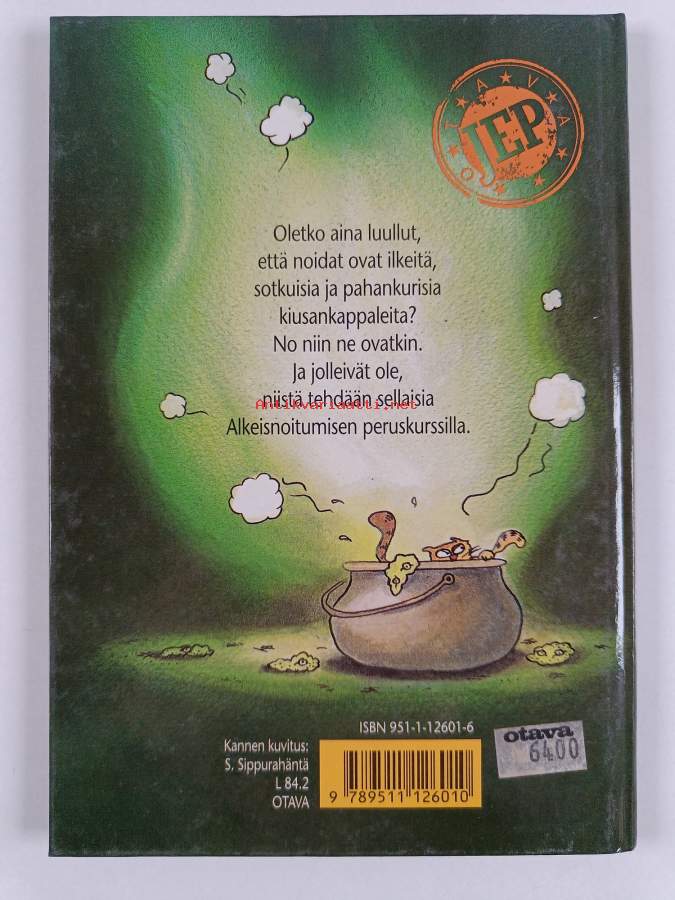 OTAVA
JEP
Oletko aina luullut,
että noidat ovat ilkeitä,
sotkuisia ja pahankurisia
kiusankappaleita?
No niin ne ovatkin.
Ja jolleivät ole,
niistä tehdään sellaisia
Antikvariaatti.net
Alkeisnoitumisen peruskurssilla.
ISBN 951-1-12601-6
otava
6400
Kannen kuvitus:
S. Sippurahäntä
L 84.2
OTAVA
9 789511 126010